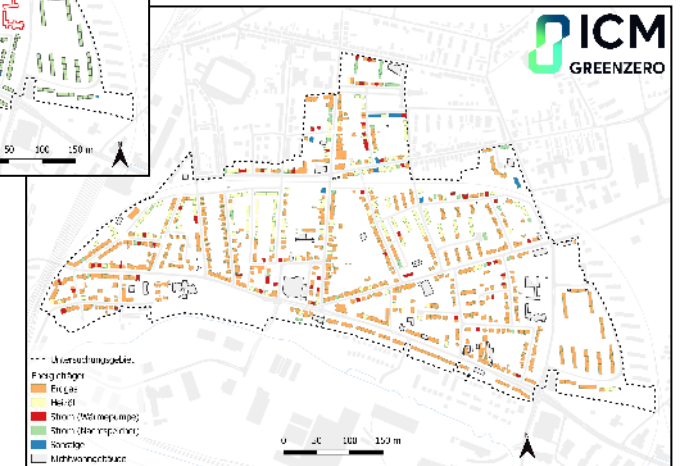 ICM
GREENZERO
50 100 150 m
Untersuchungsgebiet
Energieträger
Erdgas
Heizöl
Strom (Wärmepumpe)
Strom (Nachtspeicher)
Sonstige
Nichtwohngebäude
0 50 100 150 m